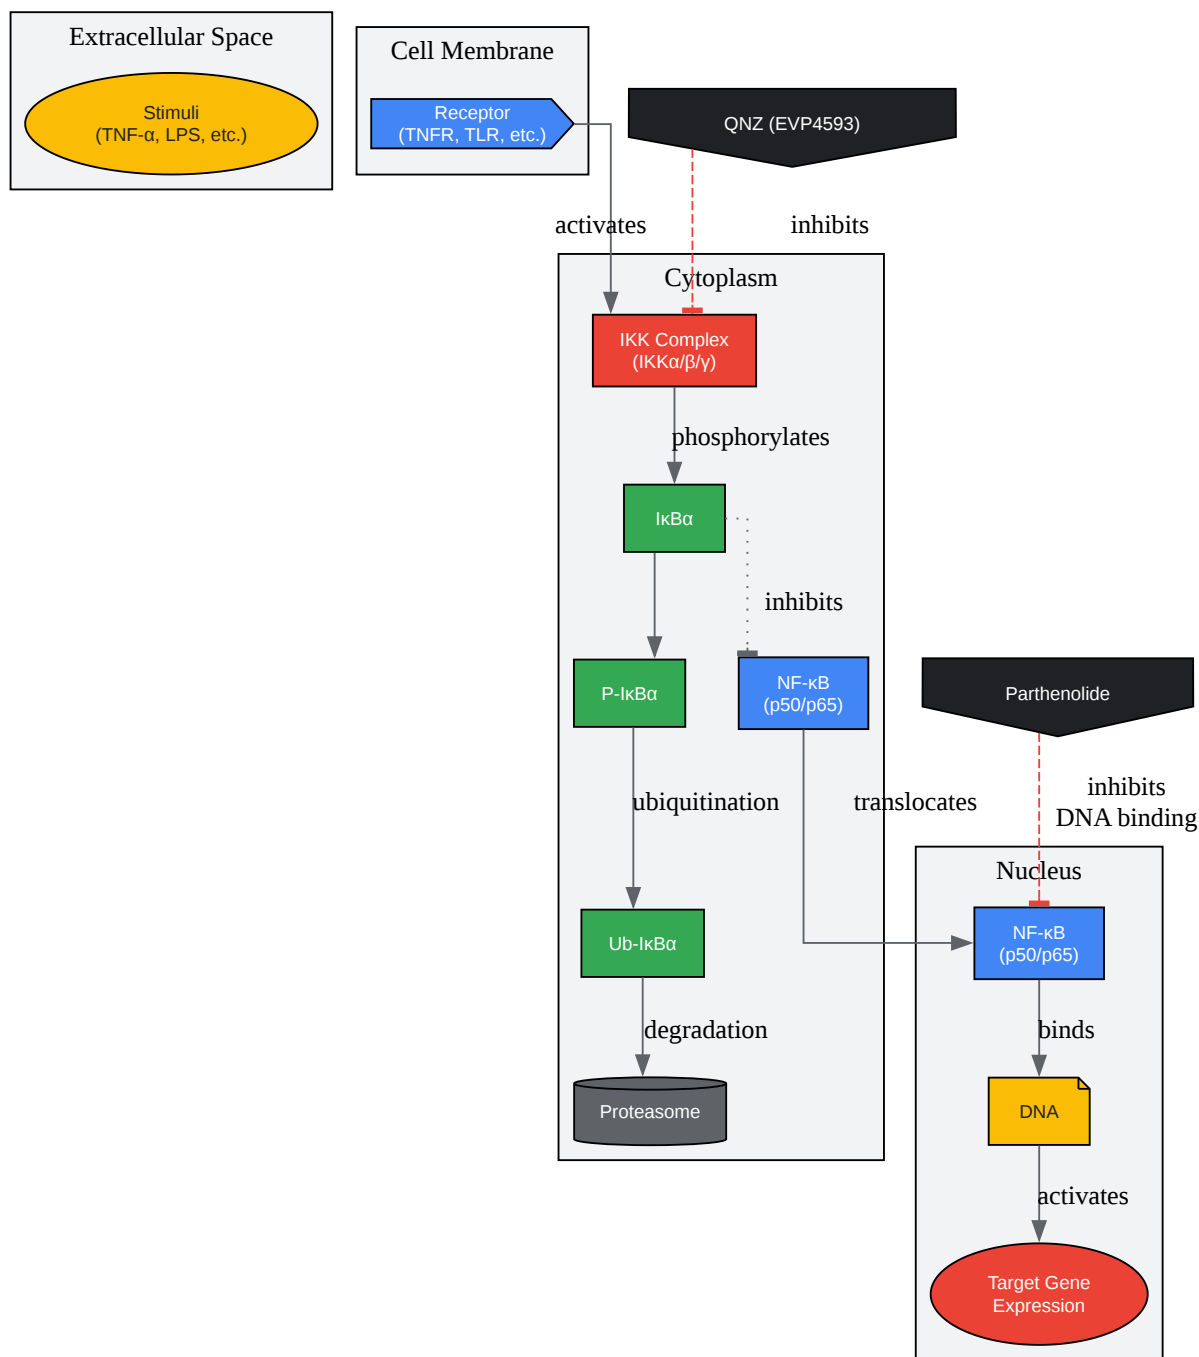 Extracellular Space
Stimuli
(TNF-α, LPS, etc.)
Cell Membrane
Receptor
(TNFR, TLR, etc.)
QNZ (EVP4593)
activates
inhibits
Cytoplasm
IKK Complex
(IKKα/β/γ)
phosphorylates
IκBα
inhibits
P-IκBα
NF-κB
(p50/p65)
Parthenolide
ubiquitination
translocates
inhibits
DNA binding
Nucleus
Ub-IκBα
NF-κB
(p50/p65)
degradation
binds
Proteasome
DNA
activates
Target Gene
Expression